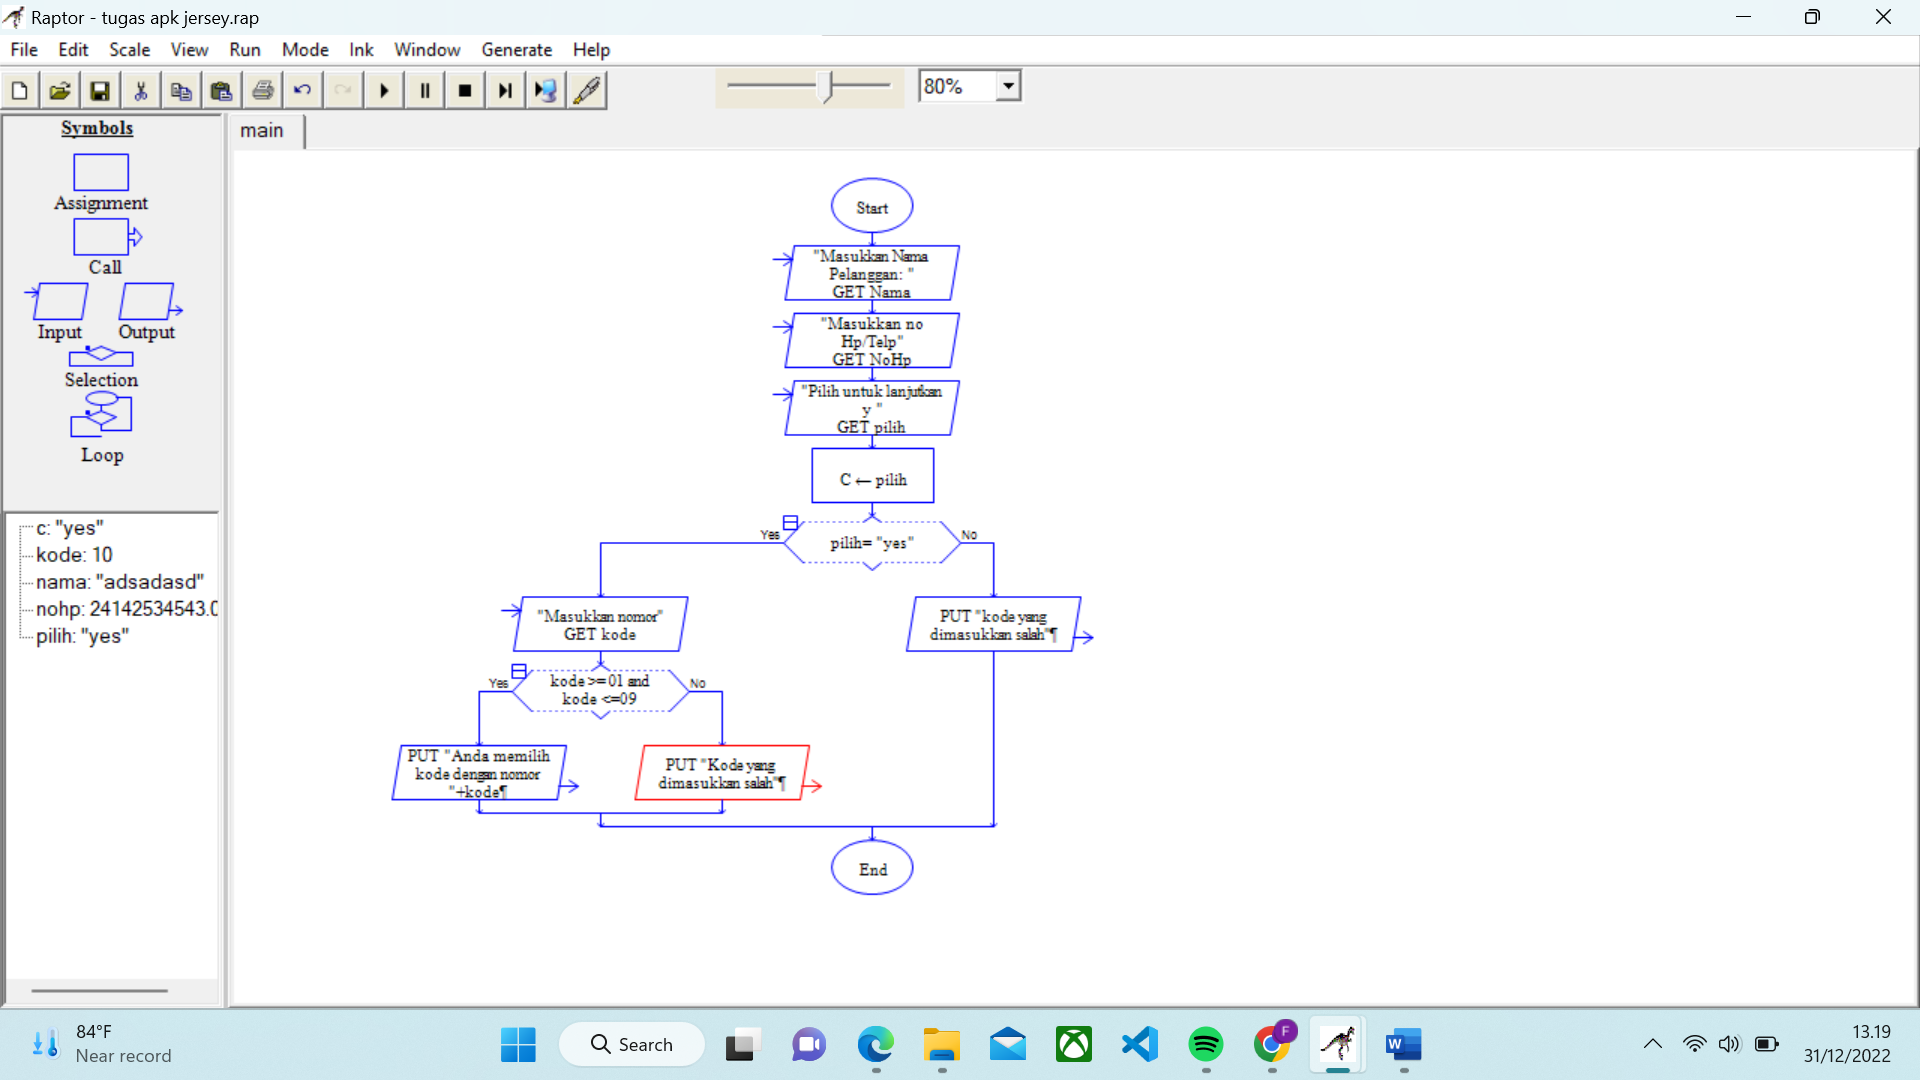 Raptor - tugas apk jersey.rap
File Edit Scale View Run Mode Ink Window Generate Help
80%
Symbols
Assignment
Call
Input Output
Selection
Loop
c: "yes"
kode: 10
nama: "adsadasd"
nohp: 24142534543.0
pilih: "yes"
main
Start
"Masukkan Nama
Pelanggan: "
GET Nama
"Masukkan no
Hp/Telp"
GET NoHp
"Pilih untuk lanjutkan
y "
GET pilih
C ← pilih
Yes
pilih= "yes"
No
"Masukkan nomor"
GET kode
PUT "kode yang
dimasukkan salah"¶
Yes
kode >=01 and
kode <=09
No
PUT "Anda memilih
kode dengan nomor
"+kode¶
PUT "Kode yang
dimasukkan salah"¶
End
84°F
Near record
Search
F
W
13.19
31/12/2022